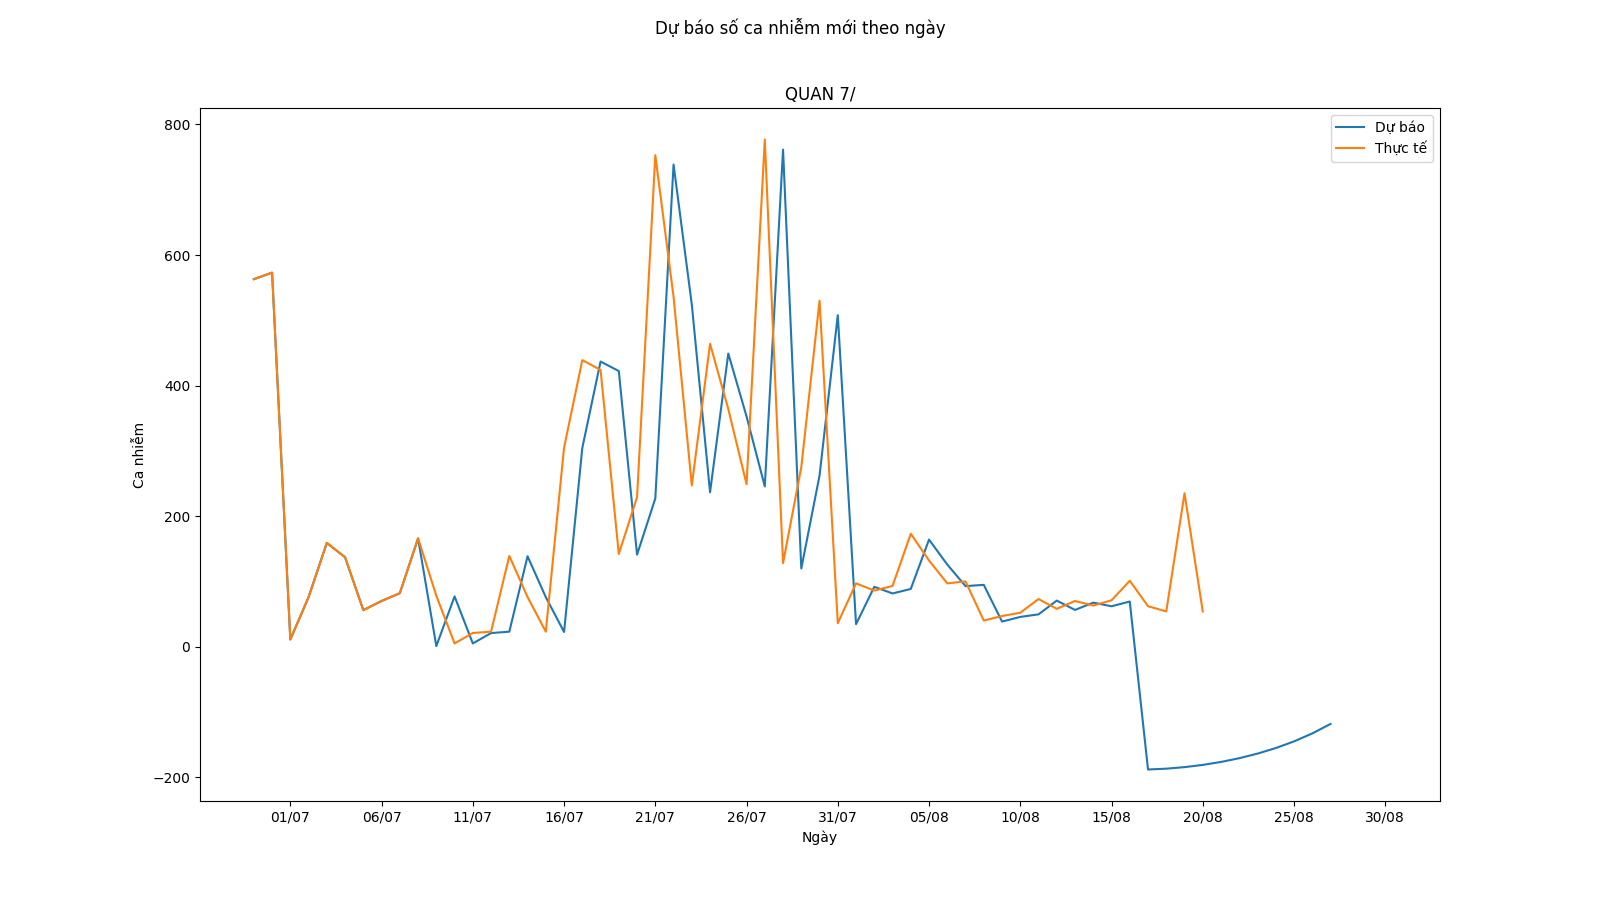 Dự báo số ca nhiễm mới theo ngày
QUAN 7/
Dự báo
Thực tế
Ca nhiễm
800
600
400
200
0
−200
01/07 06/07 11/07 16/07 21/07 26/07 31/07 05/08 10/08 15/08 20/08 25/08 30/08
Ngày